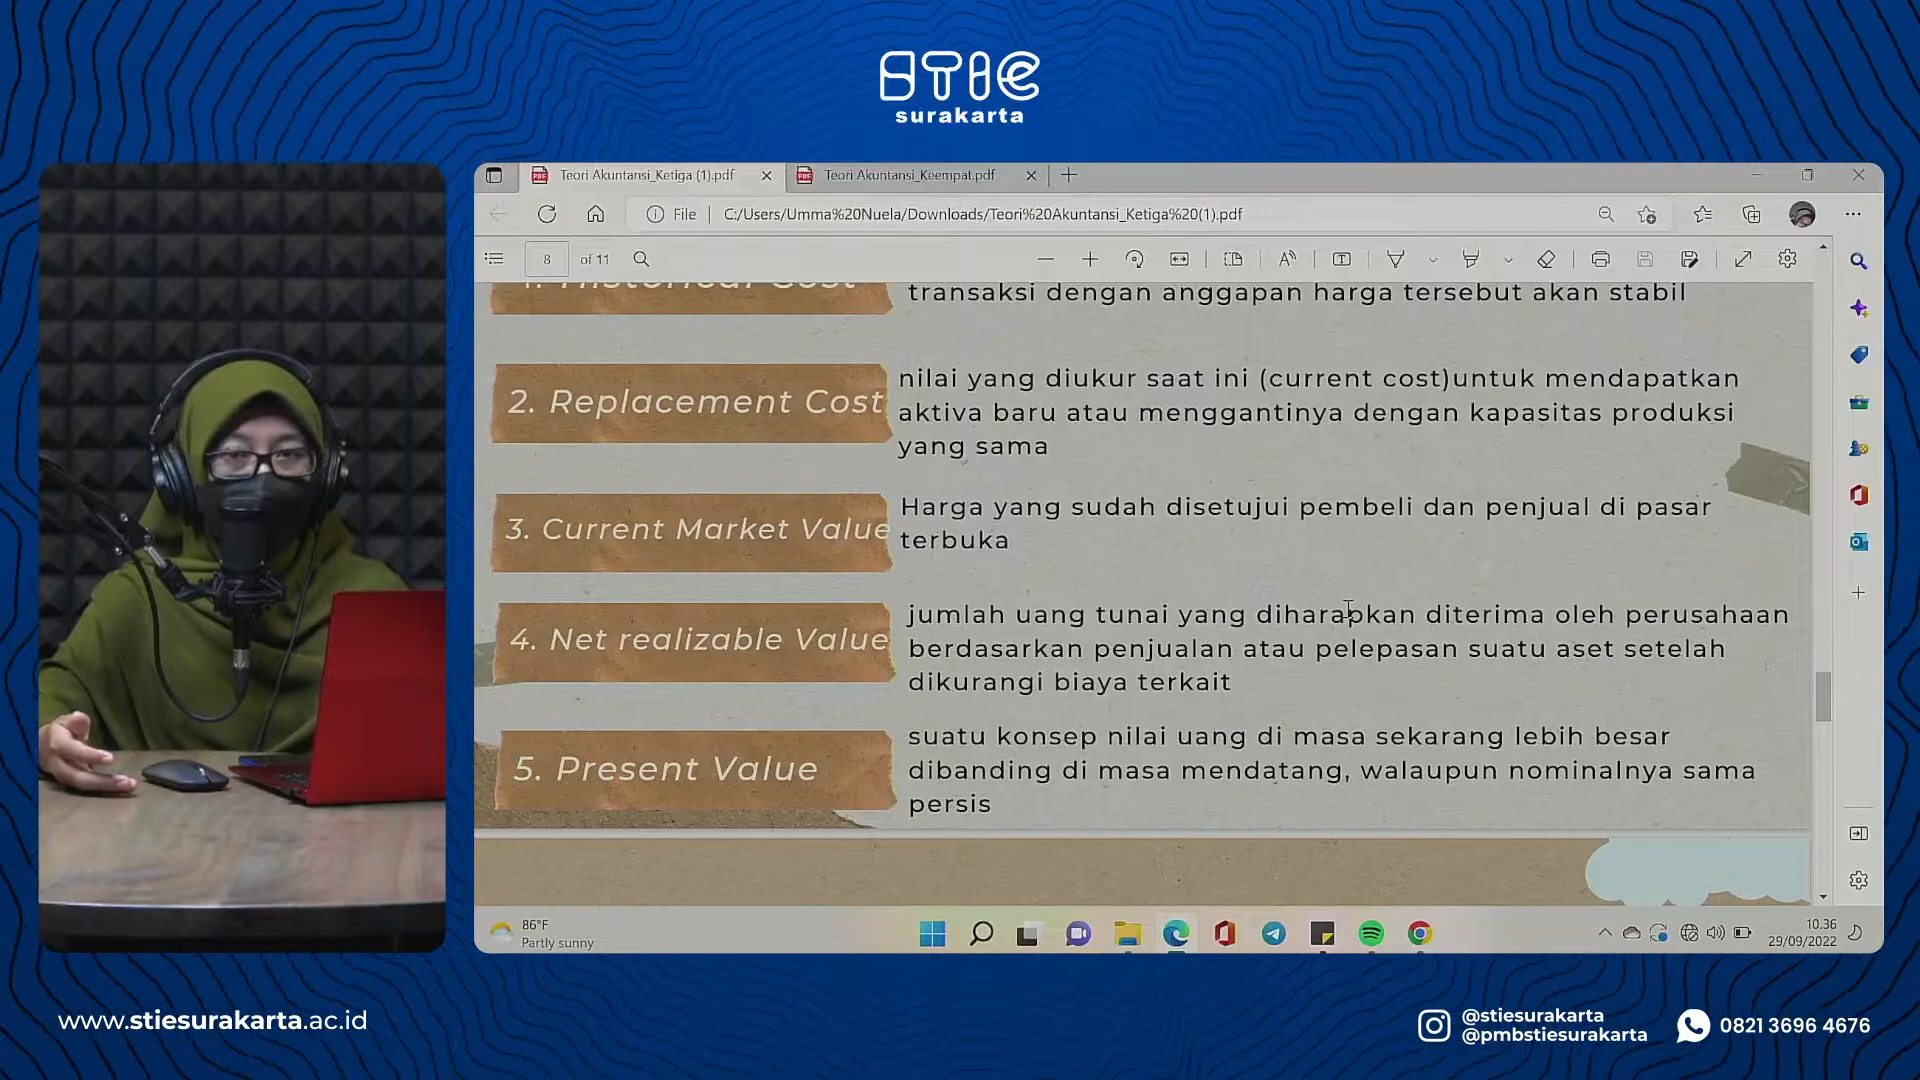 STIE
surakarta
Teori Akuntansi_Ketiga (1).pdf
Teori Akuntansi_Keempat.pdf
File
C:/Users/Umma%20Nuela/Downloads/Teori%20Akuntansi_Ketiga%20(1).pdf
8 of 11
1. Historical Cost
transaksi dengan anggapan harga tersebut akan stabil
2. Replacement Cost
nilai yang diukur saat ini (current cost)untuk mendapatkan
aktiva baru atau menggantinya dengan kapasitas produksi
yang sama
3. Current Market Value
Harga yang sudah disetujui pembeli dan penjual di pasar
terbuka
4. Net realizable Value
jumlah uang tunai yang diharapkan diterima oleh perusahaan
berdasarkan penjualan atau pelepasan suatu aset setelah
dikurangi biaya terkait
5. Present Value
suatu konsep nilai uang di masa sekarang lebih besar
dibanding di masa mendatang, walaupun nominalnya sama
persis
86°F
Partly sunny
10.36
29/09/2022
www.stiesurakarta.ac.id
@stiesurakarta
@pmbstiesurakarta
0821 3696 4676